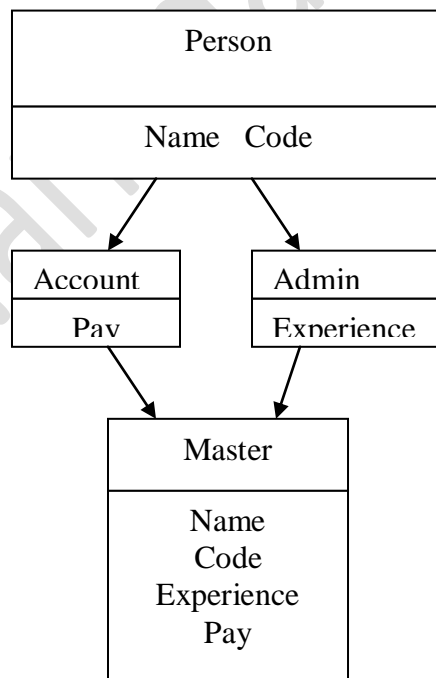 Person
Name Code
Account
Admin
Pay
Experience
Master
Name
Code
Experience
Pay